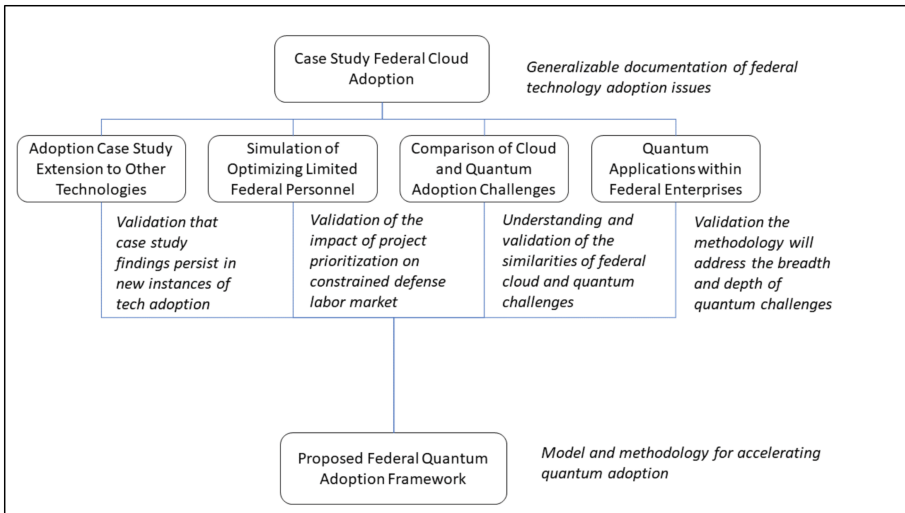 Case Study Federal Cloud
Adoption
Generalizable documentation of federal
technology adoption issues
Adoption Case Study
Extension to Other
Technologies
Simulation of
Optimizing Limited
Federal Personnel
Comparison of Cloud
and Quantum
Adoption Challenges
Quantum
Applications within
Federal Enterprises
Validation that
case study
findings persist in
new instances of
tech adoption
Validation of the
impact of project
prioritization on
constrained defense
labor market
Understanding and
validation of the
similarities of federal
cloud and quantum
challenges
Validation the
methodology will
address the breadth
and depth of
quantum challenges
Proposed Federal Quantum
Adoption Framework
Model and methodology for accelerating
quantum adoption